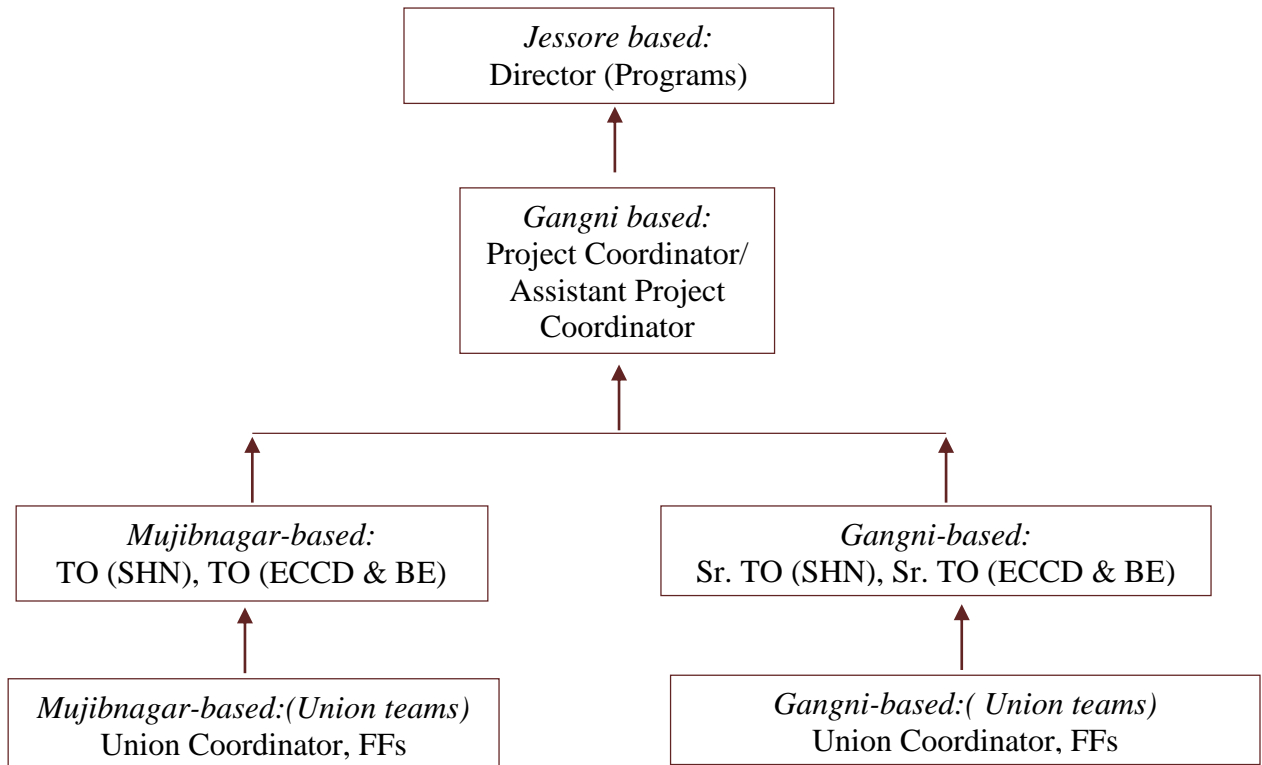 Jessore based:
Director (Programs)
Gangni based:
Project Coordinator/
Assistant Project
Coordinator
Mujibnagar-based:
TO (SHN), TO (ECCD & BE)
Gangni-based:
Sr. TO (SHN), Sr. TO (ECCD & BE)
Mujibnagar-based:(Union teams)
Union Coordinator, FFs
Gangni-based:( Union teams)
Union Coordinator, FFs